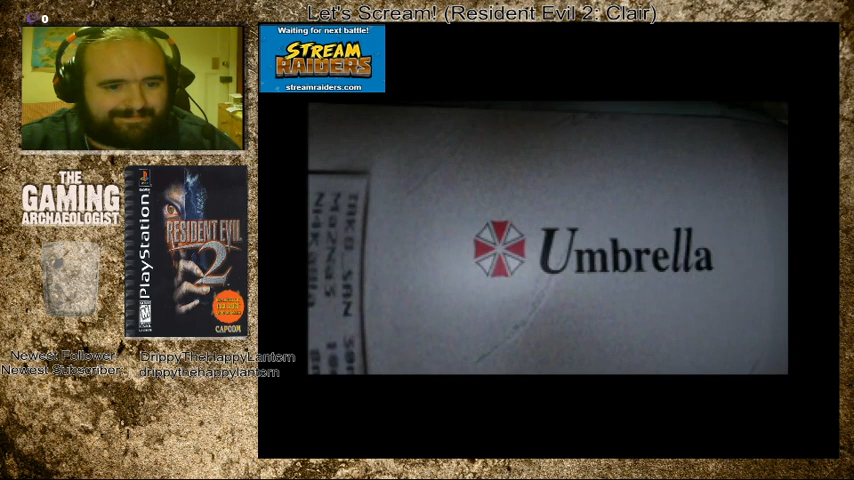 0
Let's Scream! (Resident Evil 2: Clair)
Waiting for next battle!
STREAM
RAIDERS
streamraiders.com
THE
GAMING
ARCHAEOLOGIST
PlayStation
RESIDENT EVIL
2
CAPCOM
Umbrella
Newest Follower: DrippyTheHappyLantern
Newest Subscriber: drippythehappylantern